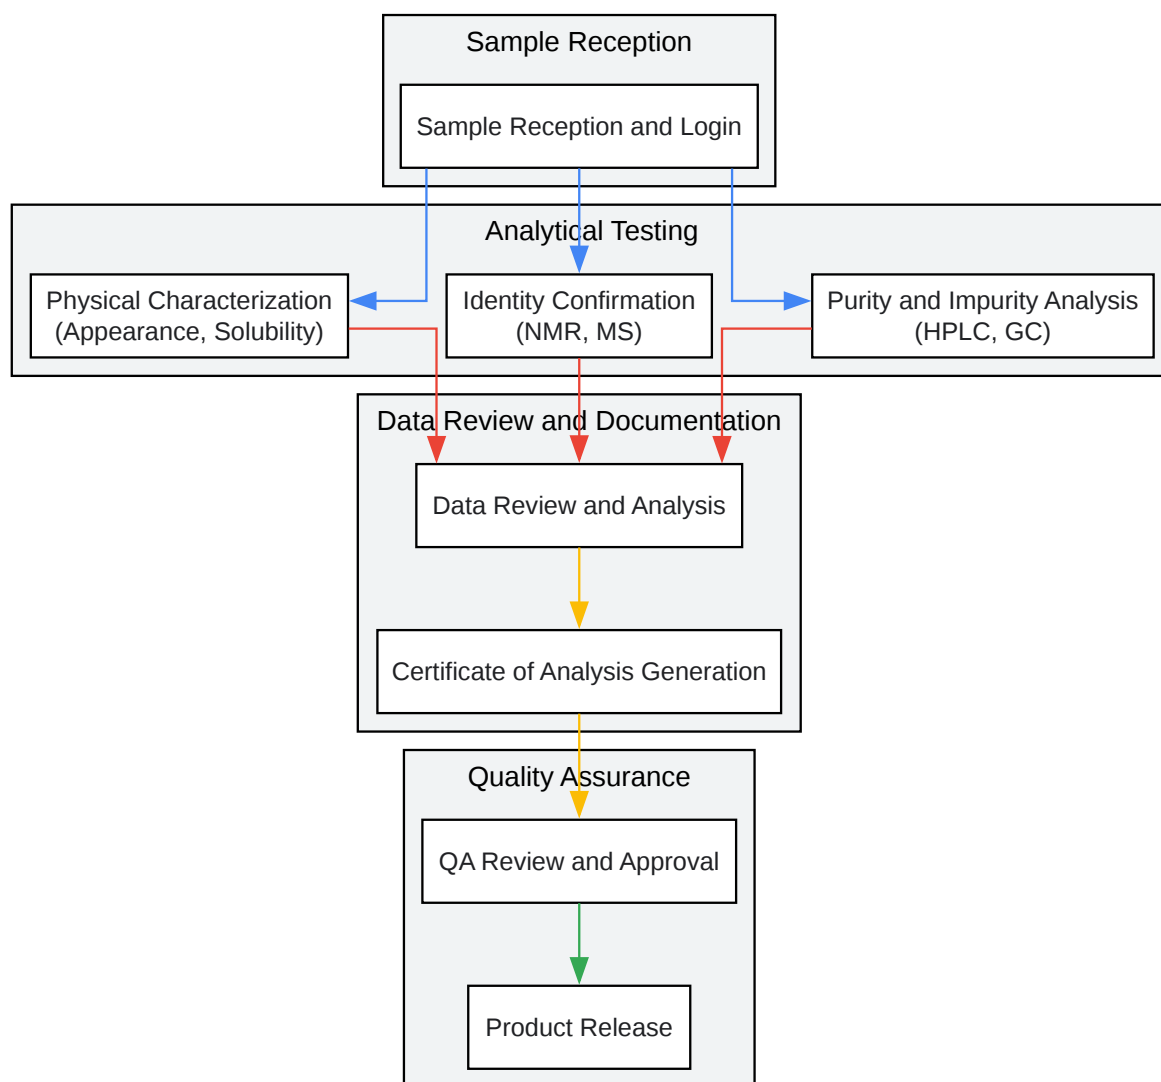 Sample Reception
Sample Reception and Login
Analytical Testing
Physical Characterization
(Appearance, Solubility)
Identity Confirmation
(NMR, MS)
Purity and Impurity Analysis
(HPLC, GC)
Data Review and Documentation
Data Review and Analysis
Certificate of Analysis Generation
Quality Assurance
QA Review and Approval
Product Release